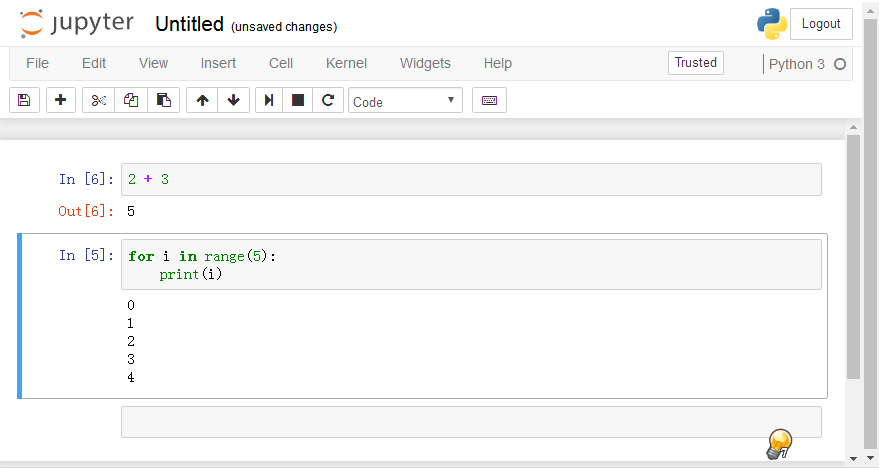 jupyter Untitled (unsaved changes) Logout
File Edit View Insert Cell Kernel Widgets Help Trusted Python 3
Code
In [6]: 2 + 3
Out[6]: 5
In [5]: for i in range(5):
print(i)
0
1
2
3
4